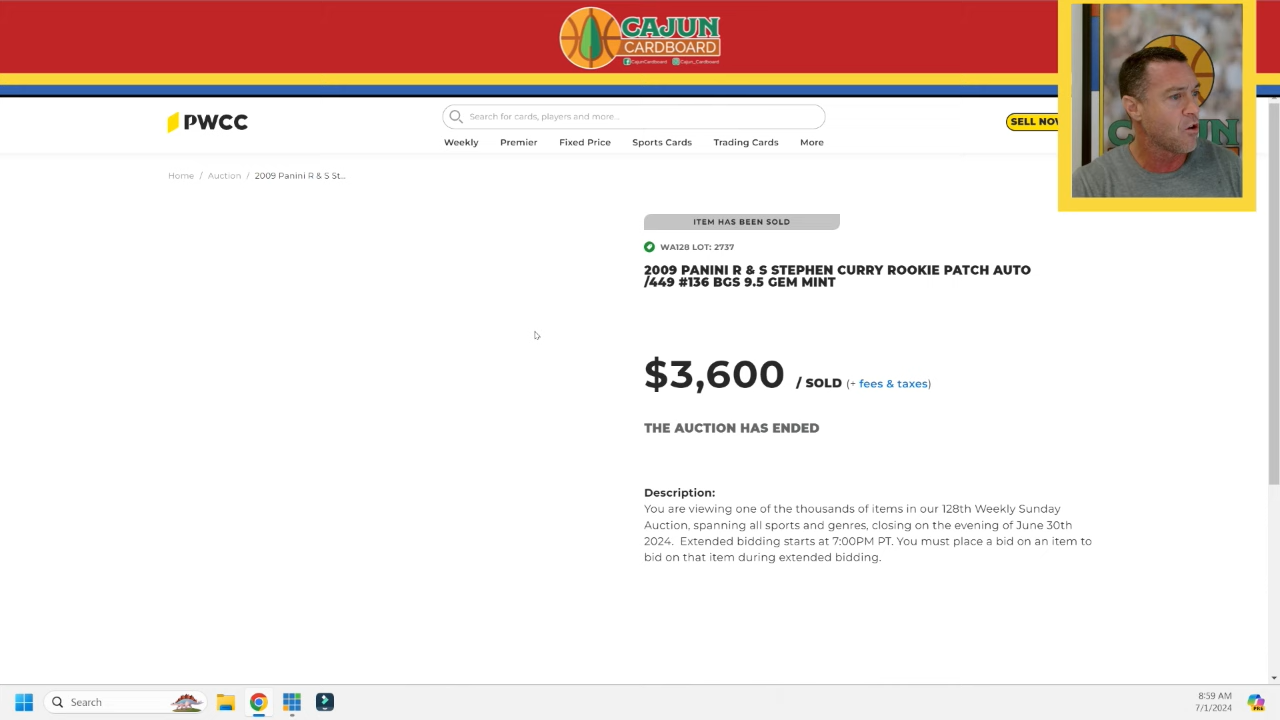 CAJUN
CARDBOARD
CajunCardboard Cajun_Cardboard
CAJUN
PWCC
Search for cards, players and more...
SELL NOW
Weekly Premier Fixed Price Sports Cards Trading Cards More
Home / Auction / 2009 Panini R & S St...
ITEM HAS BEEN SOLD
WA128 LOT: 2737
2009 PANINI R & S STEPHEN CURRY ROOKIE PATCH AUTO
/449 #136 BGS 9.5 GEM MINT
$3,600 / SOLD (+ fees & taxes)
THE AUCTION HAS ENDED
Description:
You are viewing one of the thousands of items in our 128th Weekly Sunday
Auction, spanning all sports and genres, closing on the evening of June 30th
2024. Extended bidding starts at 7:00PM PT. You must place a bid on an item to
bid on that item during extended bidding.
Search
8:59 AM
7/1/2024